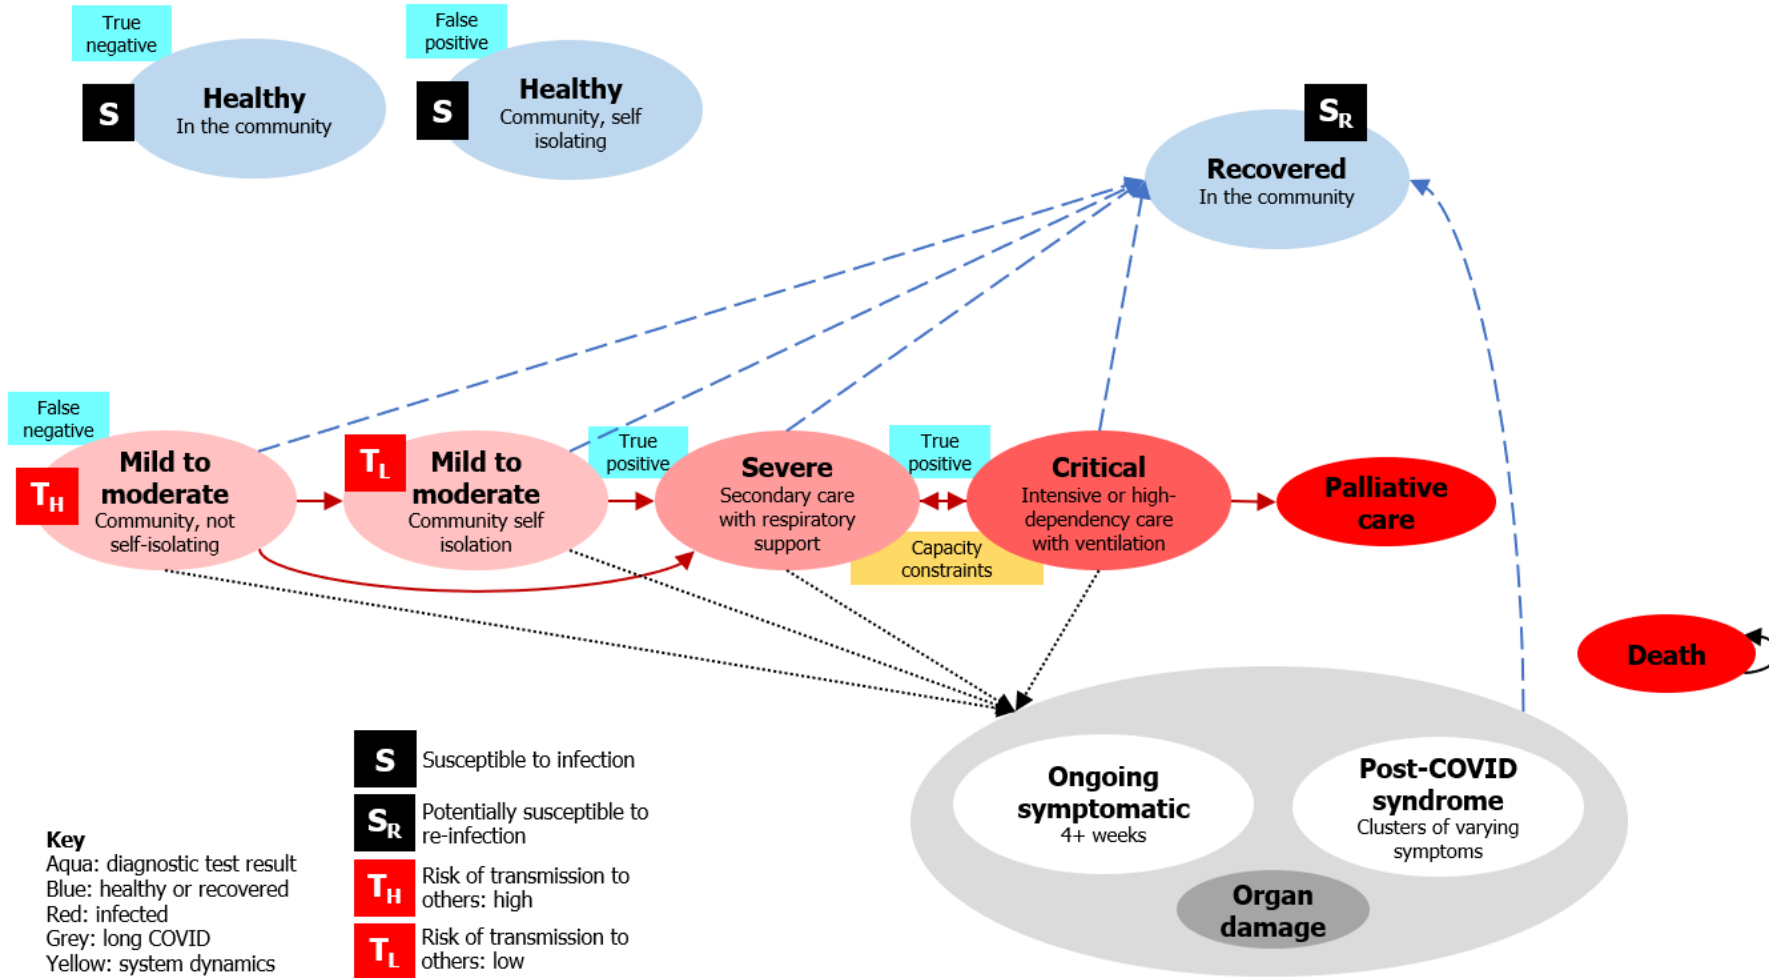 True
negative
S
Healthy
In the community
False
positive
S
Healthy
Community, self
isolating
SR
Recovered
In the community
False
negative
TH
Mild to
moderate
Community, not
self-isolating
TL
Mild to
moderate
Community self
isolation
True
positive
Severe
Secondary care
with respiratory
support
True
positive
Capacity
constraints
Critical
Intensive or high-
dependency care
with ventilation
Palliative
care
Death
Ongoing
symptomatic
4+ weeks
Post-COVID
syndrome
Clusters of varying
symptoms
Organ
damage
Key
Aqua: diagnostic test result
Blue: healthy or recovered
Red: infected
Grey: long COVID
Yellow: system dynamics
S
Susceptible to infection
SR
Potentially susceptible to
re-infection
TH
Risk of transmission to
others: high
TL
Risk of transmission to
others: low